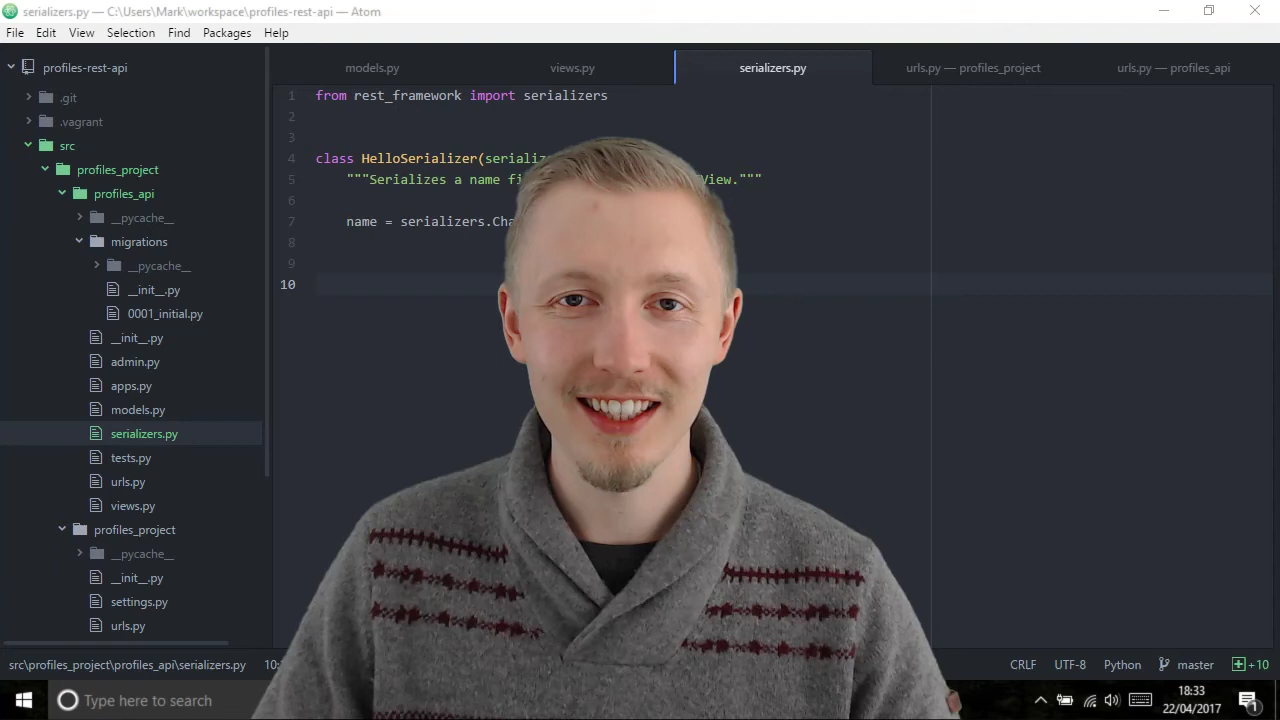 serializers.py — C:\Users\Mark\workspace\profiles-rest-api — Atom
File Edit View Selection Find Packages Help
profiles-rest-api
.git
.vagrant
src
profiles_project
profiles_api
__pycache__
migrations
__pycache__
__init__.py
0001_initial.py
__init__.py
admin.py
apps.py
models.py
serializers.py
tests.py
urls.py
views.py
profiles_project
__pycache__
__init__.py
settings.py
urls.py
models.py views.py serializers.py urls.py — profiles_project urls.py — profiles_api
1 from rest_framework import serializers
2
3
4 class HelloSerializer(
5 """Serializes a name View."""
6
7 name =
8
9
10
src\profiles_project\profiles_api\serializers.py 10: CRLF UTF-8 Python master +10
Type here to search
18:33
22/04/2017
1